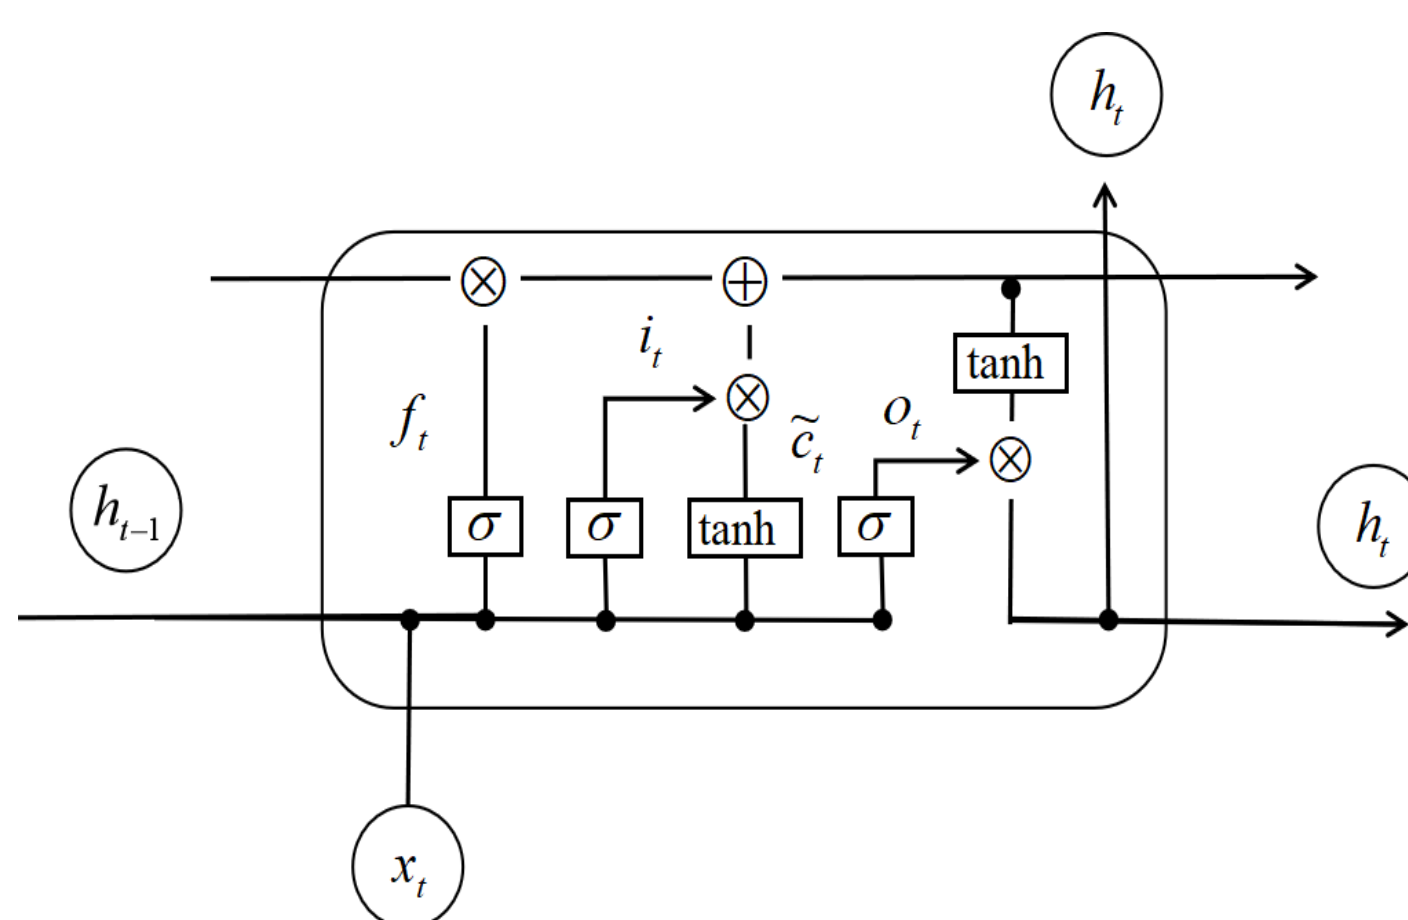 h_t
i_t
f_t
c̃_t
o_t
tanh
h_{t-1}
σ
σ
tanh
σ
h_t
x_t